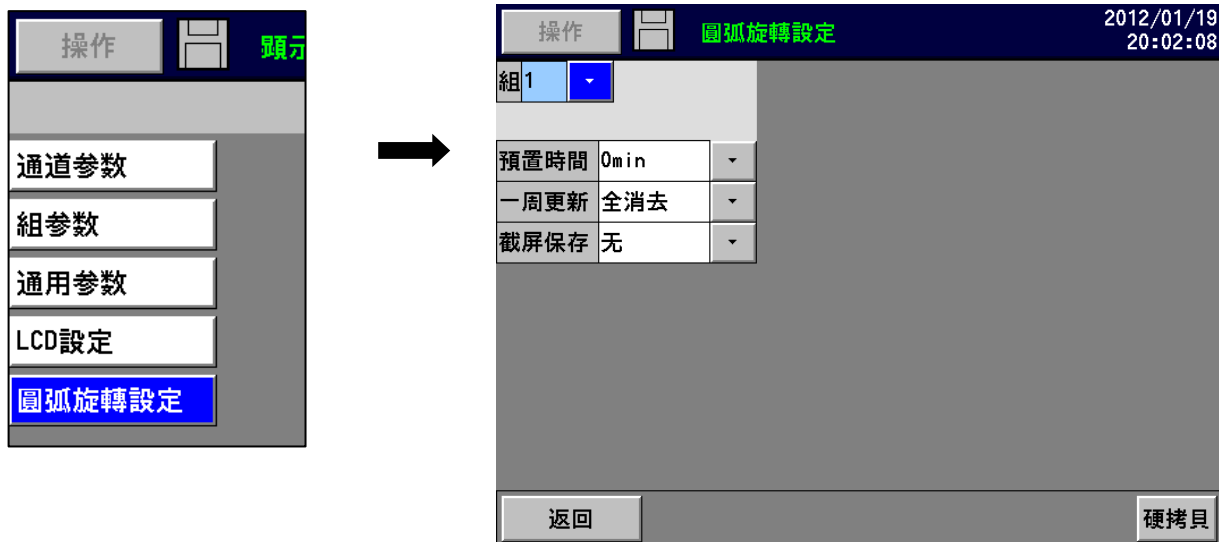 操作 顕示
通道参数
組参数
通用参数
LCD設定
圓弧旋轉設定
操作 圓弧旋轉設定 2012/01/19
20:02:08
組 1
預置時間 0min
一周更新 全消去
截屏保存 无
返回 硬拷貝